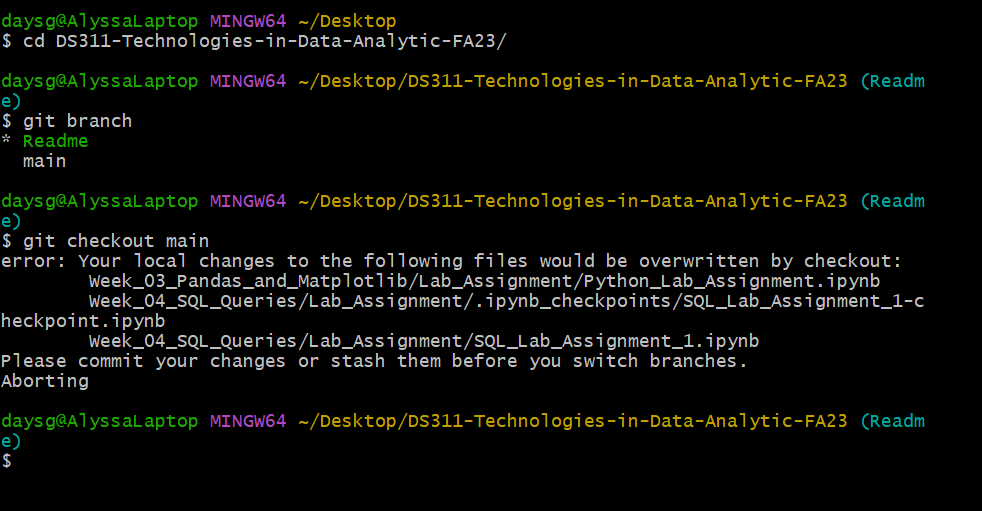 daysg@AlyssaLaptop MINGW64 ~/Desktop
$ cd DS311-Technologies-in-Data-Analytic-FA23/
daysg@AlyssaLaptop MINGW64 ~/Desktop/DS311-Technologies-in-Data-Analytic-FA23 (Readm
e)
$ git branch
* Readme
  main
daysg@AlyssaLaptop MINGW64 ~/Desktop/DS311-Technologies-in-Data-Analytic-FA23 (Readm
e)
$ git checkout main
error: Your local changes to the following files would be overwritten by checkout:
        Week_03_Pandas_and_Matplotlib/Lab_Assignment/Python_Lab_Assignment.ipynb
        Week_04_SQL_Queries/Lab_Assignment/.ipynb_checkpoints/SQL_Lab_Assignment_1-c
heckpoint.ipynb
        Week_04_SQL_Queries/Lab_Assignment/SQL_Lab_Assignment_1.ipynb
Please commit your changes or stash them before you switch branches.
Aborting
daysg@AlyssaLaptop MINGW64 ~/Desktop/DS311-Technologies-in-Data-Analytic-FA23 (Readm
e)
$